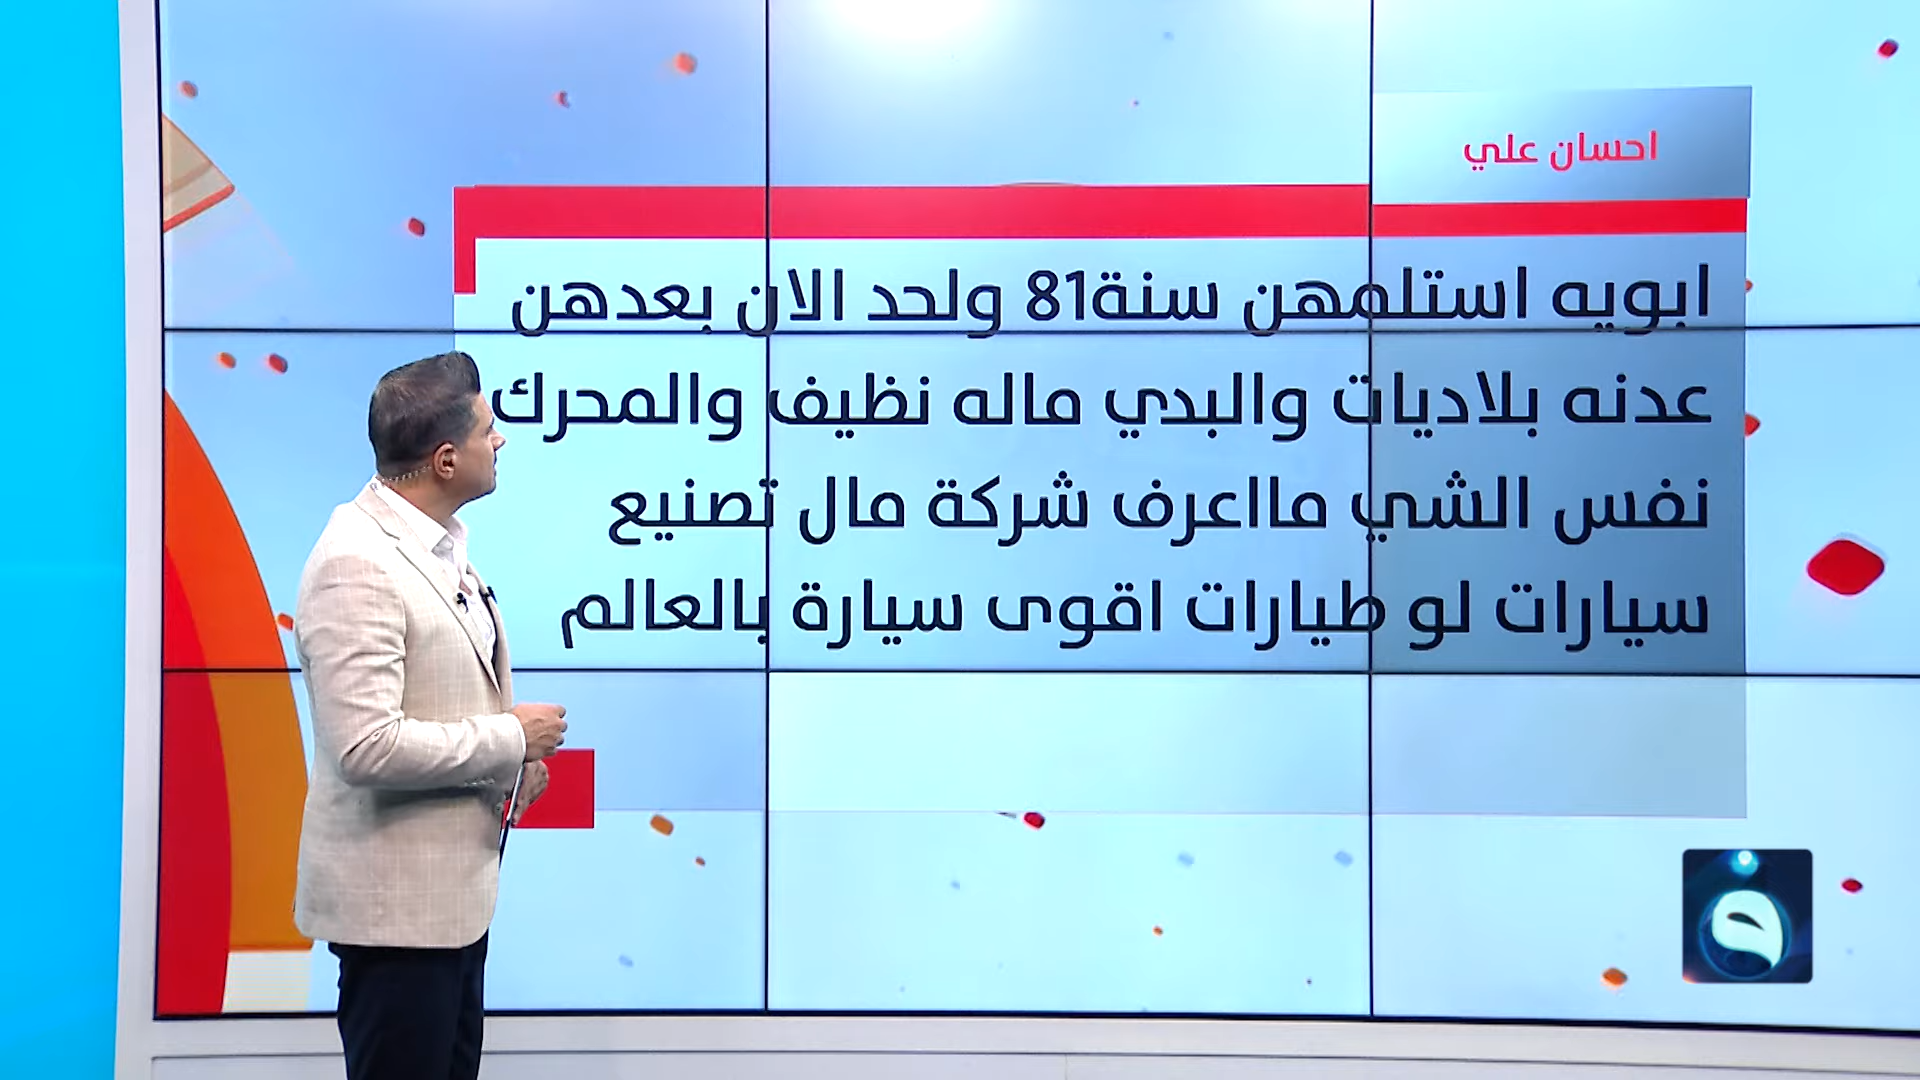 احسان علي
ابويه استلمهن سنة81 ولحد الان بعدهن
عدنه بلاديات والبدي ماله نظيف والمحرك
نفس الشي مااعرف شركة مال تصنيع
سيارات لو طيارات اقوى سيارة بالعالم